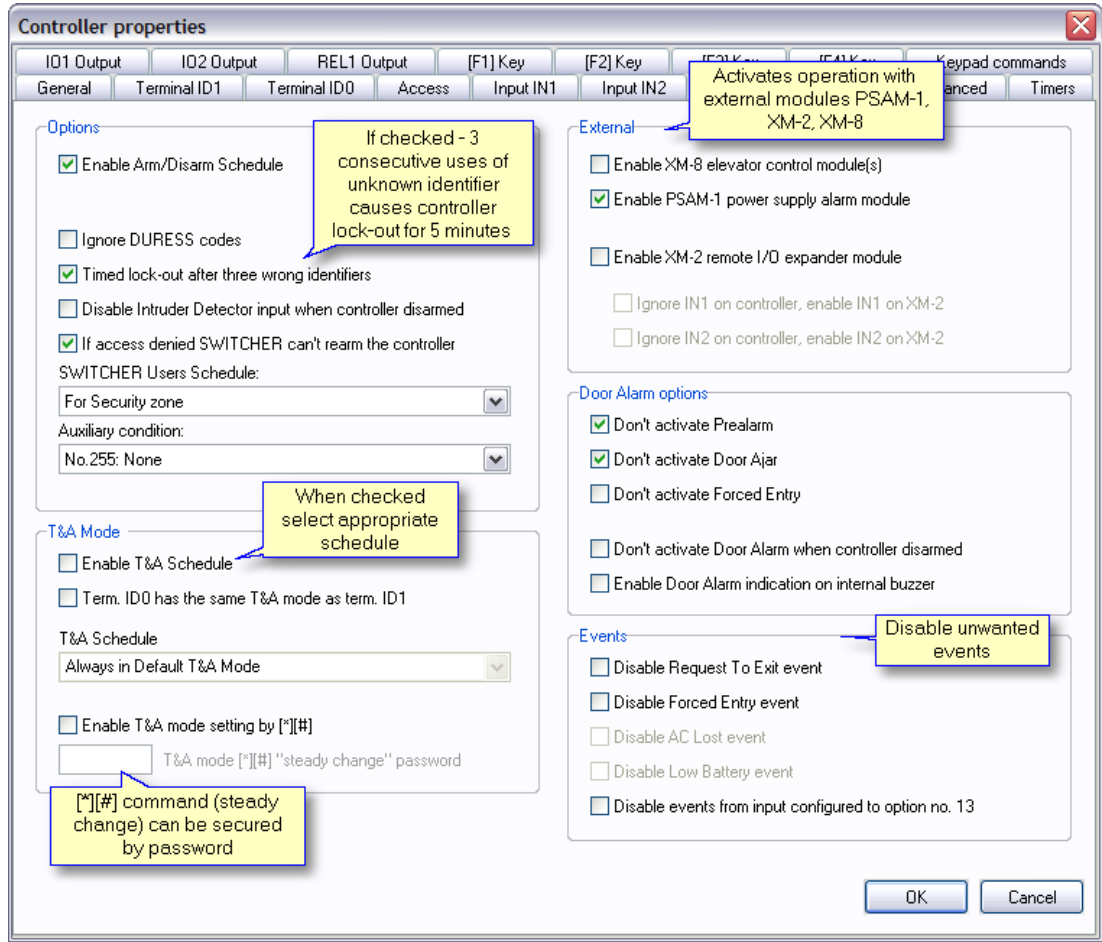 Controller properties
IO1 Output
IO2 Output
REL1 Output
[F1] Key
[F2] Key
Keypad commands
General
Terminal ID1
Terminal ID0
Access
Input IN1
Input IN2
Timers
Activates operation with
external modules PSAM-1,
XM-2, XM-8
Options
If checked - 3
consecutive uses of
unknown identifier
causes controller
lock-out for 5 minutes
Enable Arm/Disarm Schedule
Ignore DURESS codes
Timed lock-out after three wrong identifiers
Disable Intruder Detector input when controller disarmed
If access denied SWITCHER can't rearm the controller
SWITCHER Users Schedule:
For Security zone
Auxiliary condition:
No.255: None
T&A Mode
When checked
select appropriate
schedule
Enable T&A Schedule
Term. ID0 has the same T&A mode as term. ID1
T&A Schedule
Always in Default T&A Mode
Enable T&A mode setting by [*][#]
T&A mode [*][#] "steady change" password
[*][#] command (steady
change) can be secured
by password
External
Enable XM-8 elevator control module(s)
Enable PSAM-1 power supply alarm module
Enable XM-2 remote I/O expander module
Ignore IN1 on controller, enable IN1 on XM-2
Ignore IN2 on controller, enable IN2 on XM-2
Door Alarm options
Don't activate Prealarm
Don't activate Door Ajar
Don't activate Forced Entry
Don't activate Door Alarm when controller disarmed
Enable Door Alarm indication on internal buzzer
Events
Disable unwanted
events
Disable Request To Exit event
Disable Forced Entry event
Disable AC Lost event
Disable Low Battery event
Disable events from input configured to option no. 13
OK
Cancel